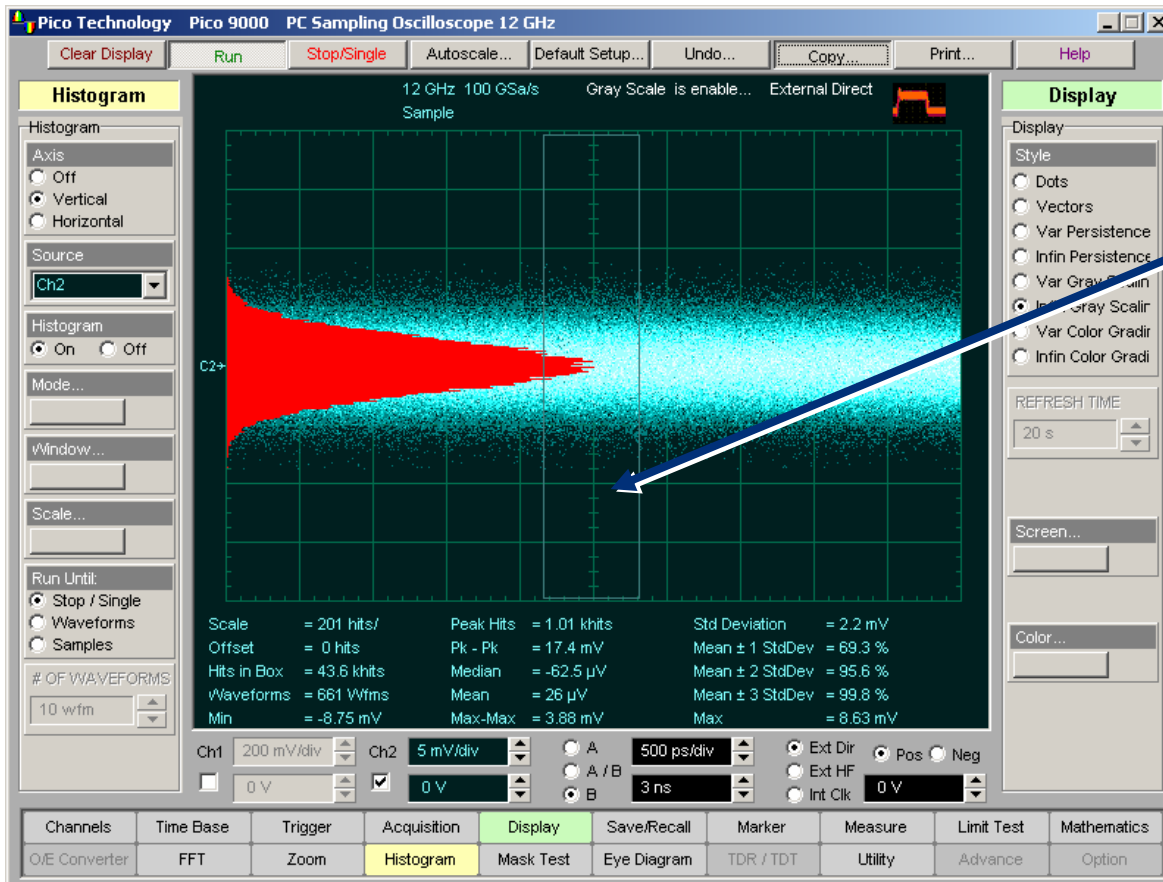 Pico Technology Pico 9000 PC Sampling Oscilloscope 12 GHz
Clear Display Run Stop/Single Autoscale... Default Setup... Undo... Copy... Print... Help
Histogram
Histogram
Axis
Off
Vertical
Horizontal
Source
Ch2
Histogram
On Off
Mode...
Window...
Scale...
Run Until:
Stop / Single
Waveforms
Samples
# OF WAVEFORMS
10 wfm
12 GHz 100 GSa/s Gray Scale is enable... External Direct
Sample
C2
Scale = 201 hits/ Peak Hits = 1.01 khits Std Deviation = 2.2 mV
Offset = 0 hits Pk - Pk = 17.4 mV Mean ± 1 StdDev = 69.3 %
Hits in Box = 43.6 khits Median = -62.5 µV Mean ± 2 StdDev = 95.6 %
Waveforms = 661 Wfms Mean = 26 µV Mean ± 3 StdDev = 99.8 %
Min = -8.75 mV Max-Max = 3.88 mV Max = 8.63 mV
Display
Display
Style
Dots
Vectors
Var Persistence
Infin Persistence
Var Gray
Gray Scalir
Var Color Gradir
Infin Color Gradi
REFRESH TIME
20 s
Screen...
Color...
Ch1 200 mV/div Ch2 5 mV/div A 500 ps/div Ext Dir Pos Neg
A / B Ext HF
0 V 0 V B 3 ns Int Clk 0 V
Channels Time Base Trigger Acquisition Display Save/Recall Marker Measure Limit Test Mathematics
O/E Converter FFT Zoom Histogram Mask Test Eye Diagram TDR / TDT Utility Advance Option